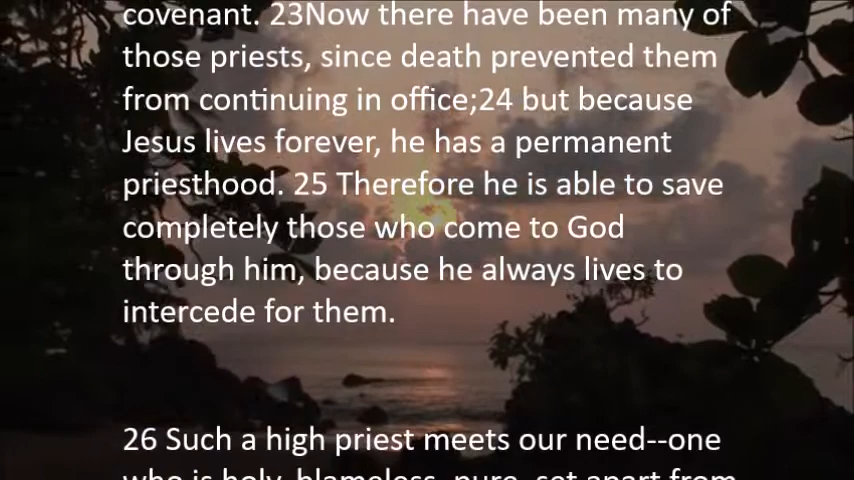 covenant. 23Now there have been many of
those priests, since death prevented them
from continuing in office;24 but because
Jesus lives forever, he has a permanent
priesthood. 25 Therefore he is able to save
completely those who come to God
through him, because he always lives to
intercede for them.
26 Such a high priest meets our need--one
who is holy, blameless, pure, set apart from